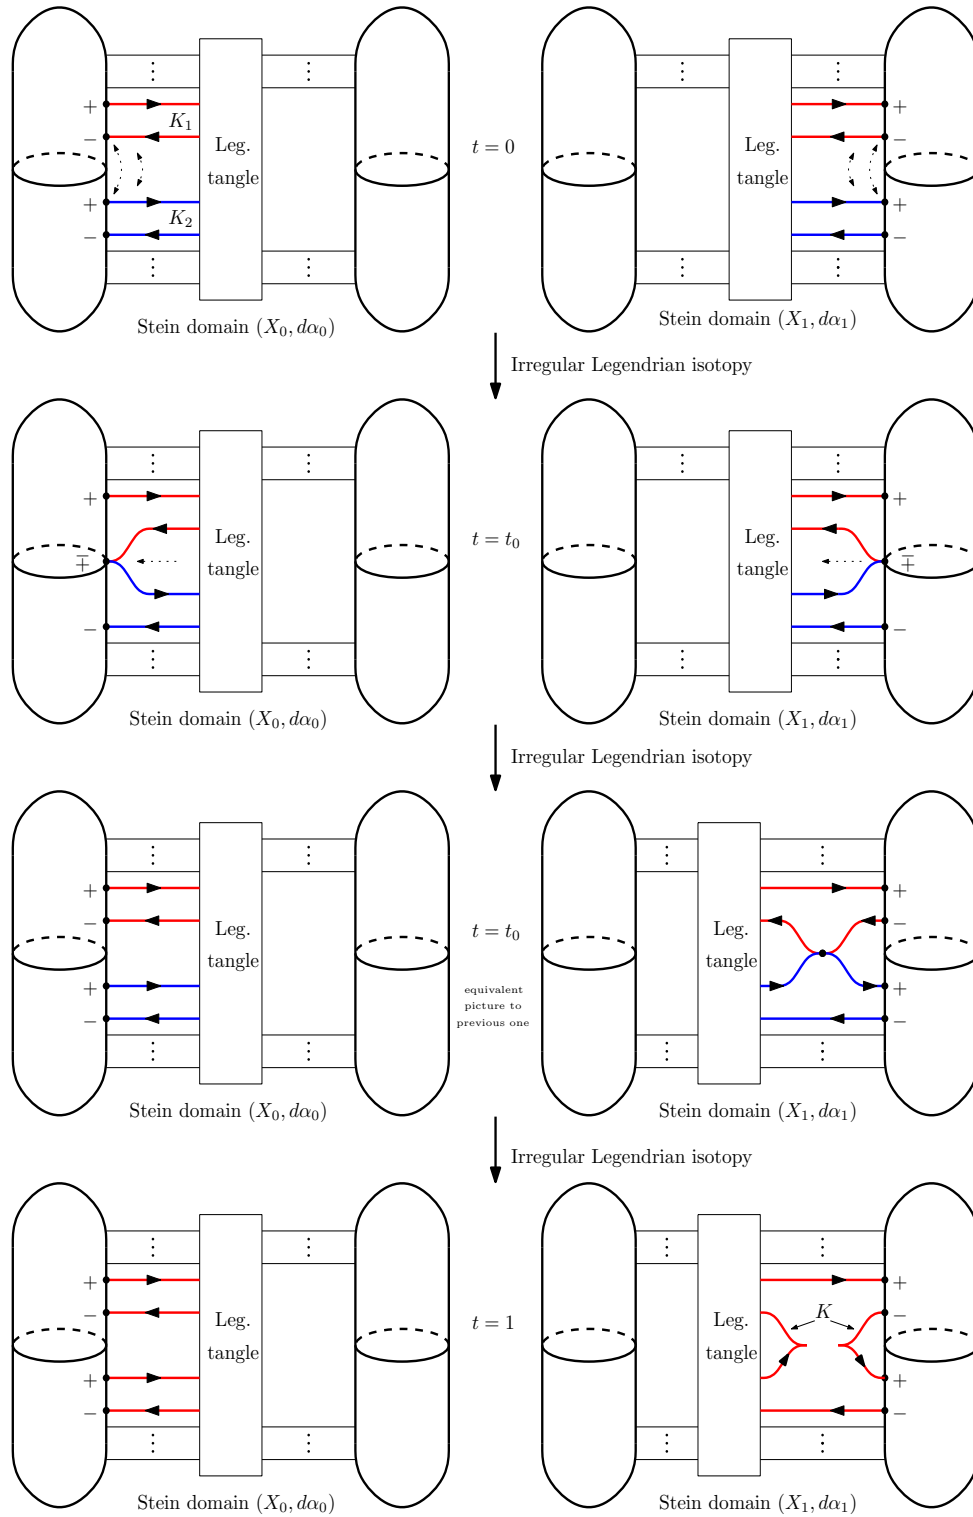 + +
− K₁ −
Leg. t = 0 Leg.
tangle tangle
+ +
− K₂ −
Stein domain (X₀, dα₀) Stein domain (X₁, dα₁)
Irregular Legendrian isotopy
+ +
Leg. t = t₀ Leg.
∓ tangle tangle ∓
− −
Stein domain (X₀, dα₀) Stein domain (X₁, dα₁)
Irregular Legendrian isotopy
+ +
− −
Leg. t = t₀ Leg.
tangle tangle
+ equivalent +
picture to
− previous one −
Stein domain (X₀, dα₀) Stein domain (X₁, dα₁)
Irregular Legendrian isotopy
+ +
− K −
Leg. t = 1 Leg.
tangle tangle
+ +
− −
Stein domain (X₀, dα₀) Stein domain (X₁, dα₁)